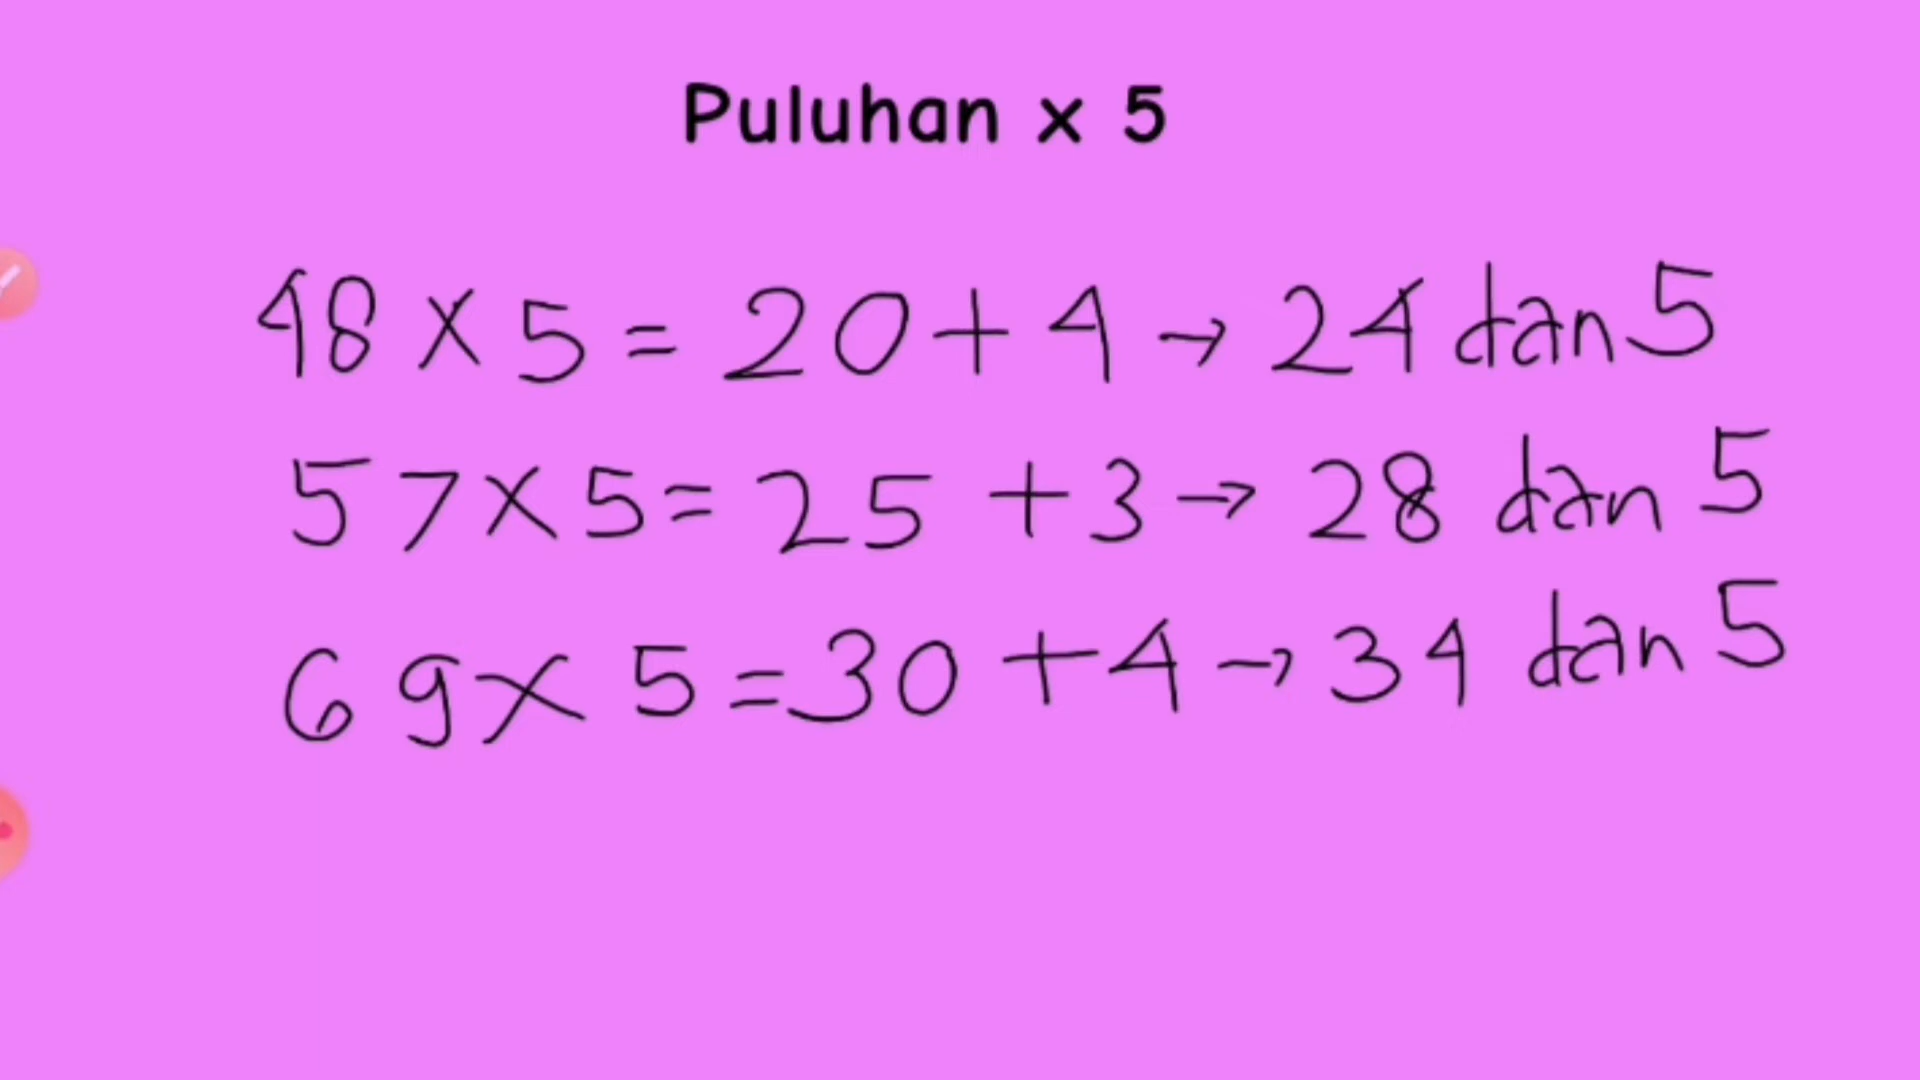 Puluhan x 5
48 × 5 = 20 + 4 → 24 dan 5
57 × 5 = 25 + 3 → 28 dan 5
69 × 5 = 30 + 4 → 34 dan 5